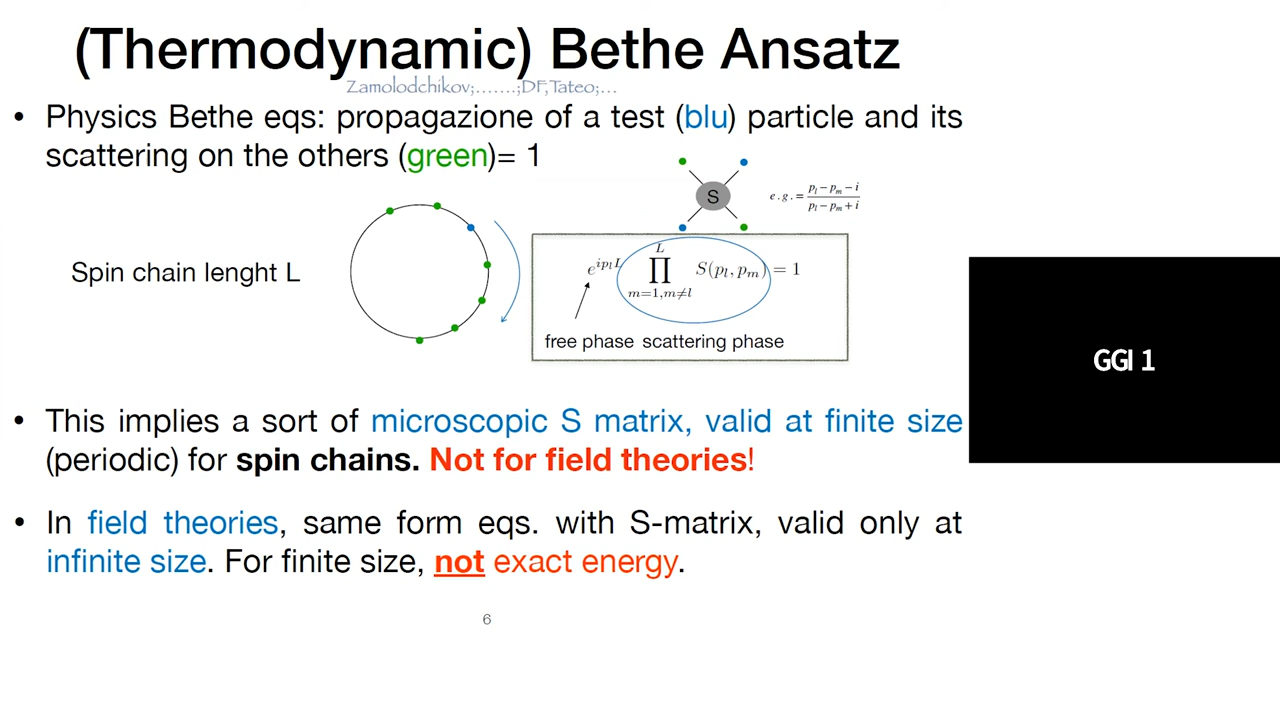 (Thermodynamic) Bethe Ansatz
Zamolodchikov;.......;DF,Tateo;...
• Physics Bethe eqs: propagazione of a test (blu) particle and its
scattering on the others (green)= 1
S
e.g. = \frac{p_l - p_m - i}{p_l - p_m + i}
Spin chain lenght L
e^{ip_l L} \prod_{m=1, m \neq l}^{L} S(p_l, p_m) = 1
free phase scattering phase
GGI 1
• This implies a sort of microscopic S matrix, valid at finite size
(periodic) for spin chains. Not for field theories!
• In field theories, same form eqs. with S-matrix, valid only at
infinite size. For finite size, not exact energy.
6